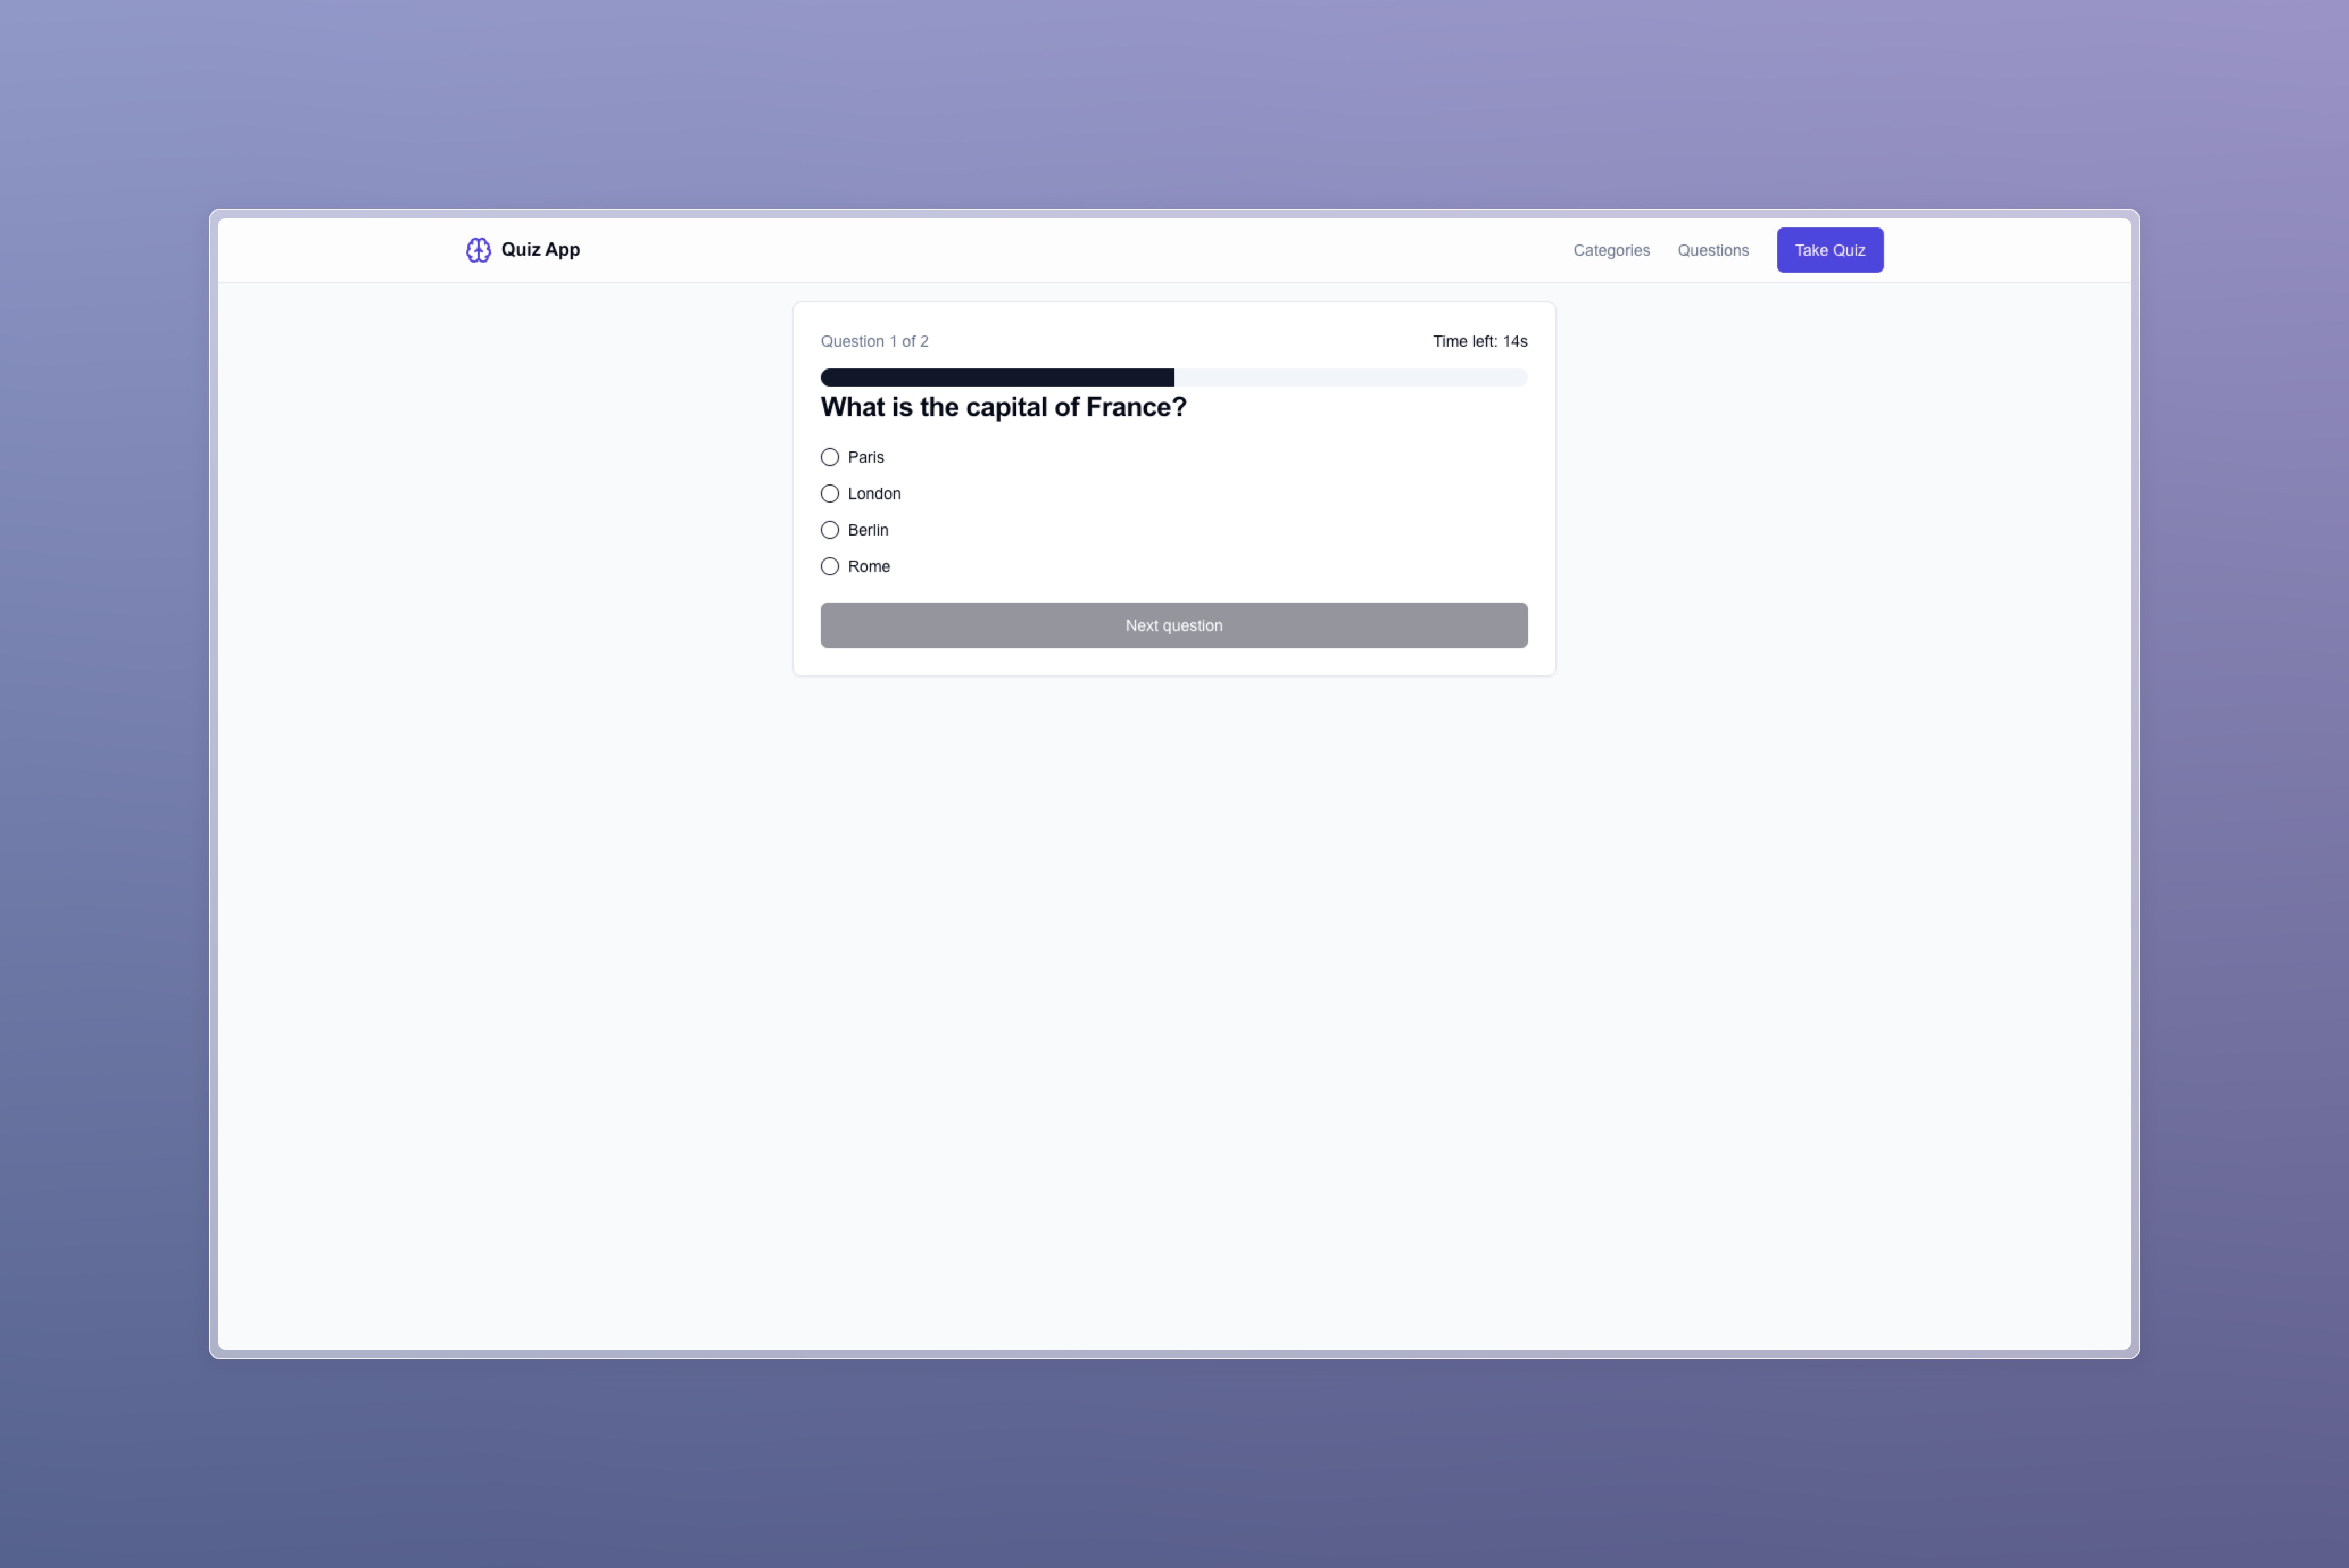 Quiz App
Categories Questions Take Quiz
Question 1 of 2 Time left: 14s
What is the capital of France?
Paris
London
Berlin
Rome
Next question